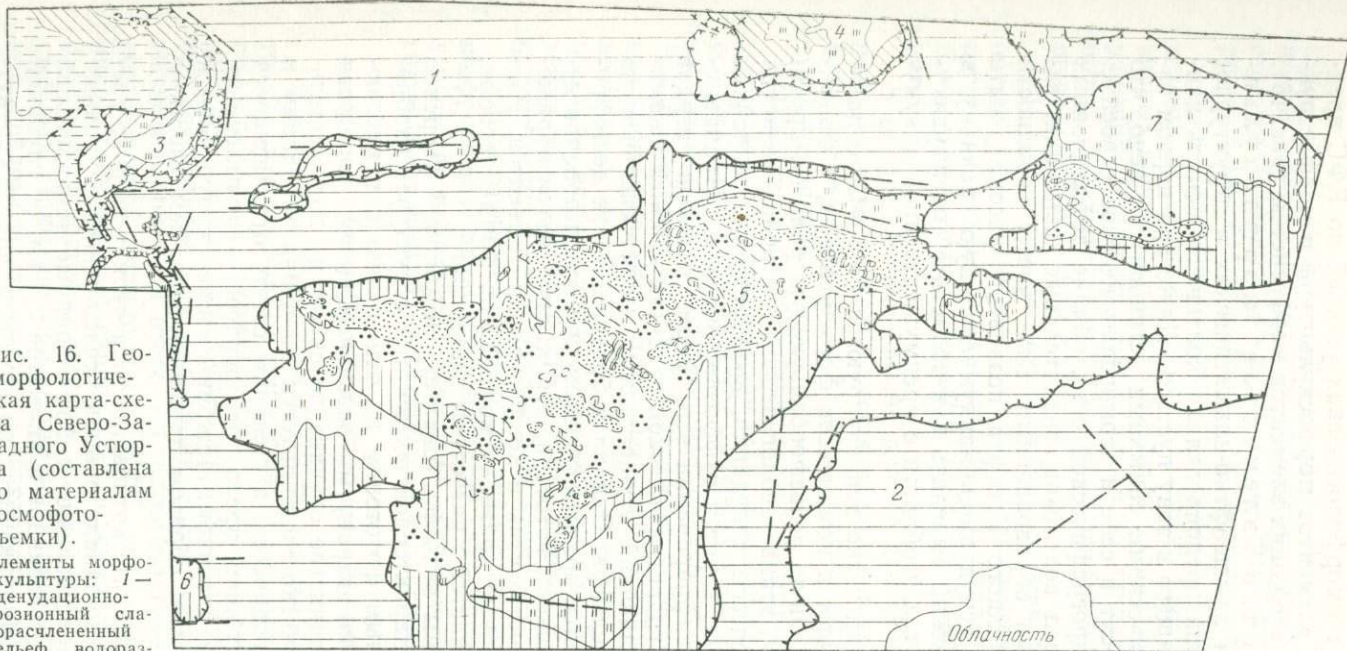 1
4
3
7
5
2
6
Облачность
ис. 16. Гео-
морфологиче-
кая карта-схе-
а Северо-За-
адного Устюр-
а (составлена
о материалам
осмофото-
ъемки).
лементы морфо-
кульптуры: 1 —
денудационно-
розионный сла-
орасчлененный
ельеф водораз-